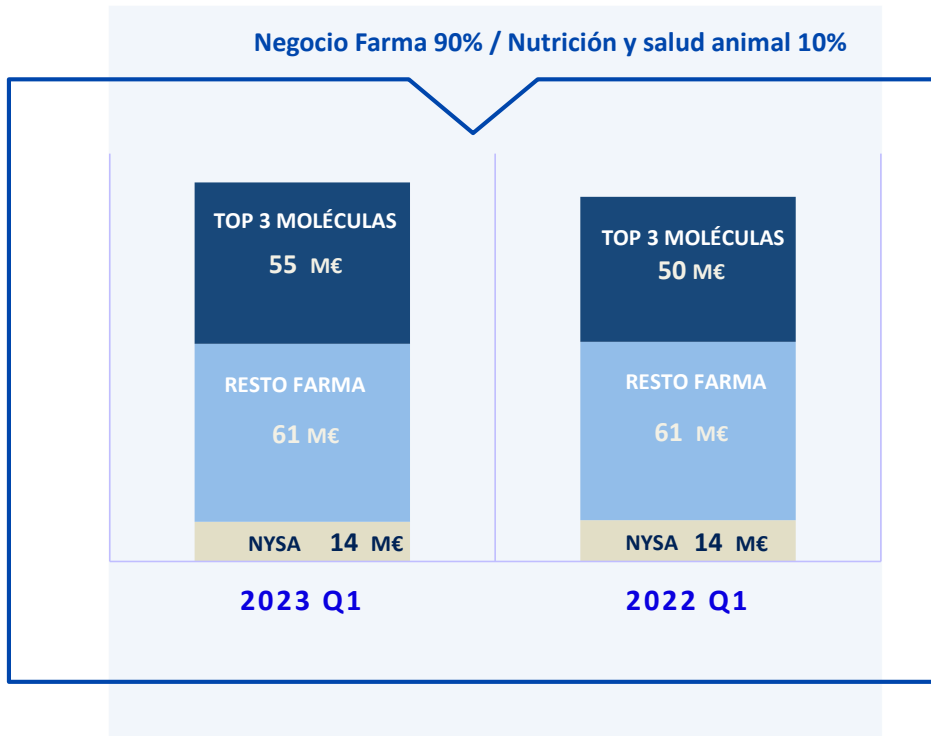 Negocio Farma 90% / Nutrición y salud animal 10%
TOP 3 MOLÉCULAS
55 M€
RESTO FARMA
61 M€
NYSA 14 M€
2023 Q1
TOP 3 MOLÉCULAS
50 M€
RESTO FARMA
61 M€
NYSA 14 M€
2022 Q1